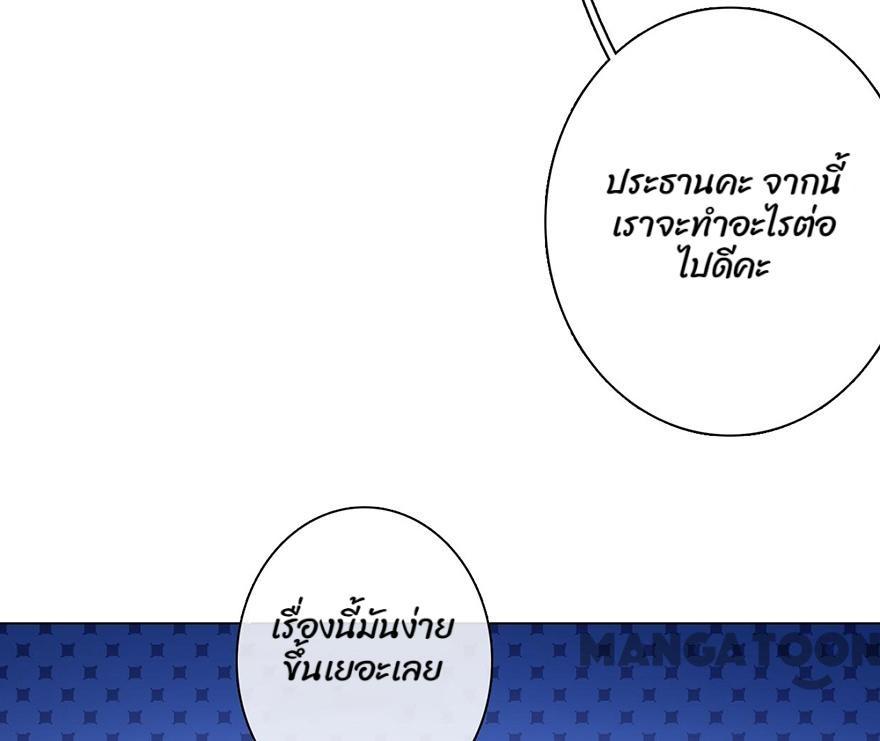 ประธานคะ จากนี้
เราจะทำอะไรต่อ
ไปดีคะ
เรื่องนี้มันง่าย
ขึ้นเยอะเลย
MANGATOON